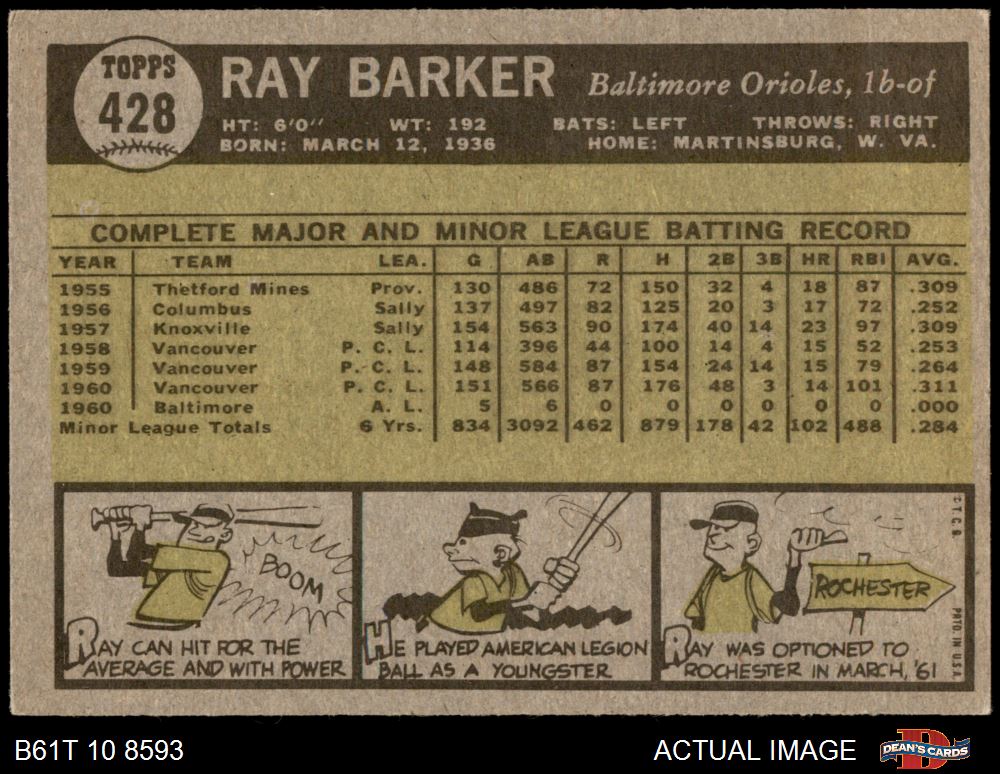 TOPPS
428
RAY BARKER Baltimore Orioles, 1b-of
HT: 6'0" WT: 192 BATS: LEFT THROWS: RIGHT
BORN: MARCH 12, 1936 HOME: MARTINSBURG, W. VA.
COMPLETE MAJOR AND MINOR LEAGUE BATTING RECORD
YEAR TEAM LEA. G AB R H 2B 3B HR RBI AVG.
1955 Thetford Mines Prov. 130 486 72 150 32 4 18 87 .309
1956 Columbus Sally 137 497 82 125 20 3 17 72 .252
1957 Knoxville Sally 154 563 90 174 40 14 23 97 .309
1958 Vancouver P. C. L. 114 396 44 100 14 4 15 52 .253
1959 Vancouver P. C. L. 148 584 87 154 24 14 15 79 .264
1960 Vancouver P. C. L. 151 566 87 176 48 3 14 101 .311
1960 Baltimore A. L. 5 6 0 0 0 0 0 0 .000
Minor League Totals 6 Yrs. 834 3092 462 879 178 42 102 488 .284
BOOM
RAY CAN HIT FOR THE
AVERAGE AND WITH POWER
HE PLAYED AMERICAN LEGION
BALL AS A YOUNGSTER
ROCHESTER
RAY WAS OPTIONED TO
ROCHESTER IN MARCH, '61
© T. C. G. PRTD. IN U.S.A.
B61T 10 8593 ACTUAL IMAGE DEAN'S CARDS